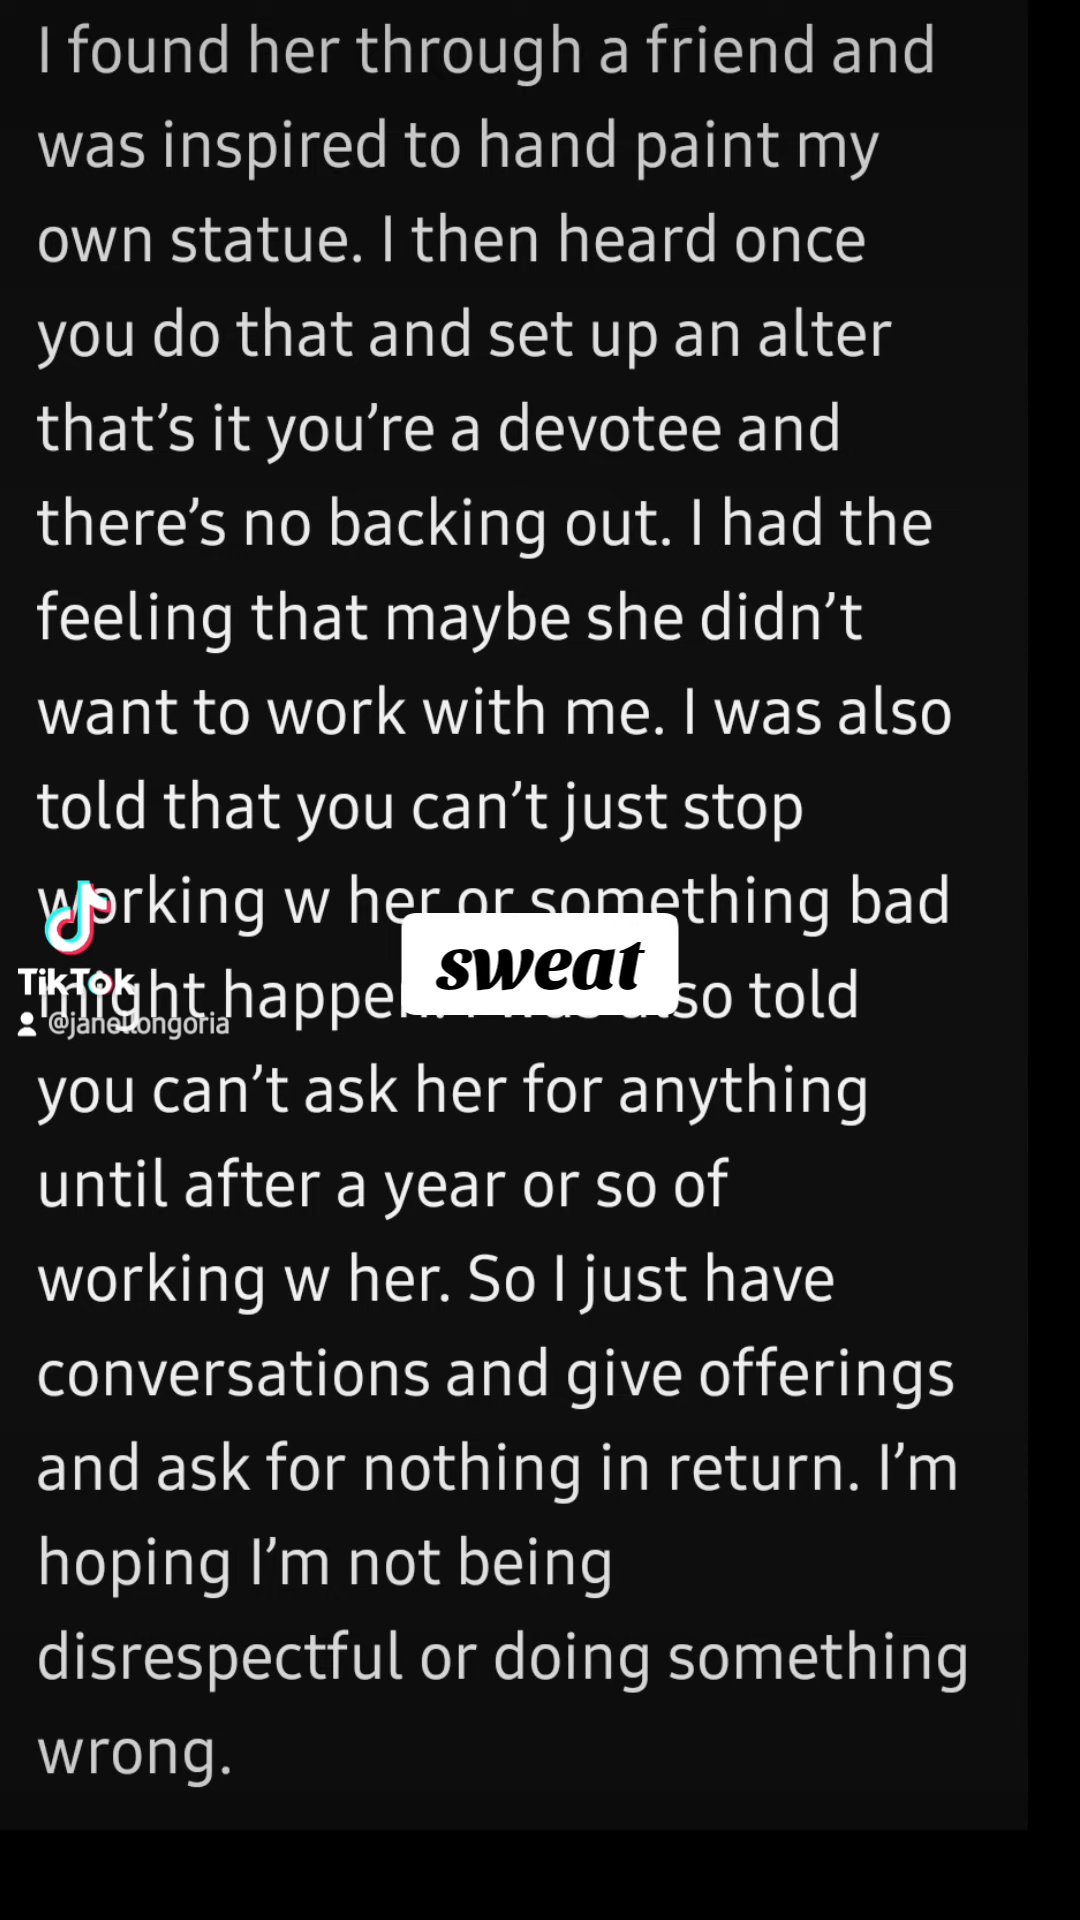 I found her through a friend and
was inspired to hand paint my
own statue. I then heard once
you do that and set up an alter
that's it you're a devotee and
there's no backing out. I had the
feeling that maybe she didn't
want to work with me. I was also
told that you can't just stop
working w her or something bad
sweat
might happen. I was also told
TikTok
@janellongoria
you can't ask her for anything
until after a year or so of
working w her. So I just have
conversations and give offerings
and ask for nothing in return. I'm
hoping I'm not being
disrespectful or doing something
wrong.